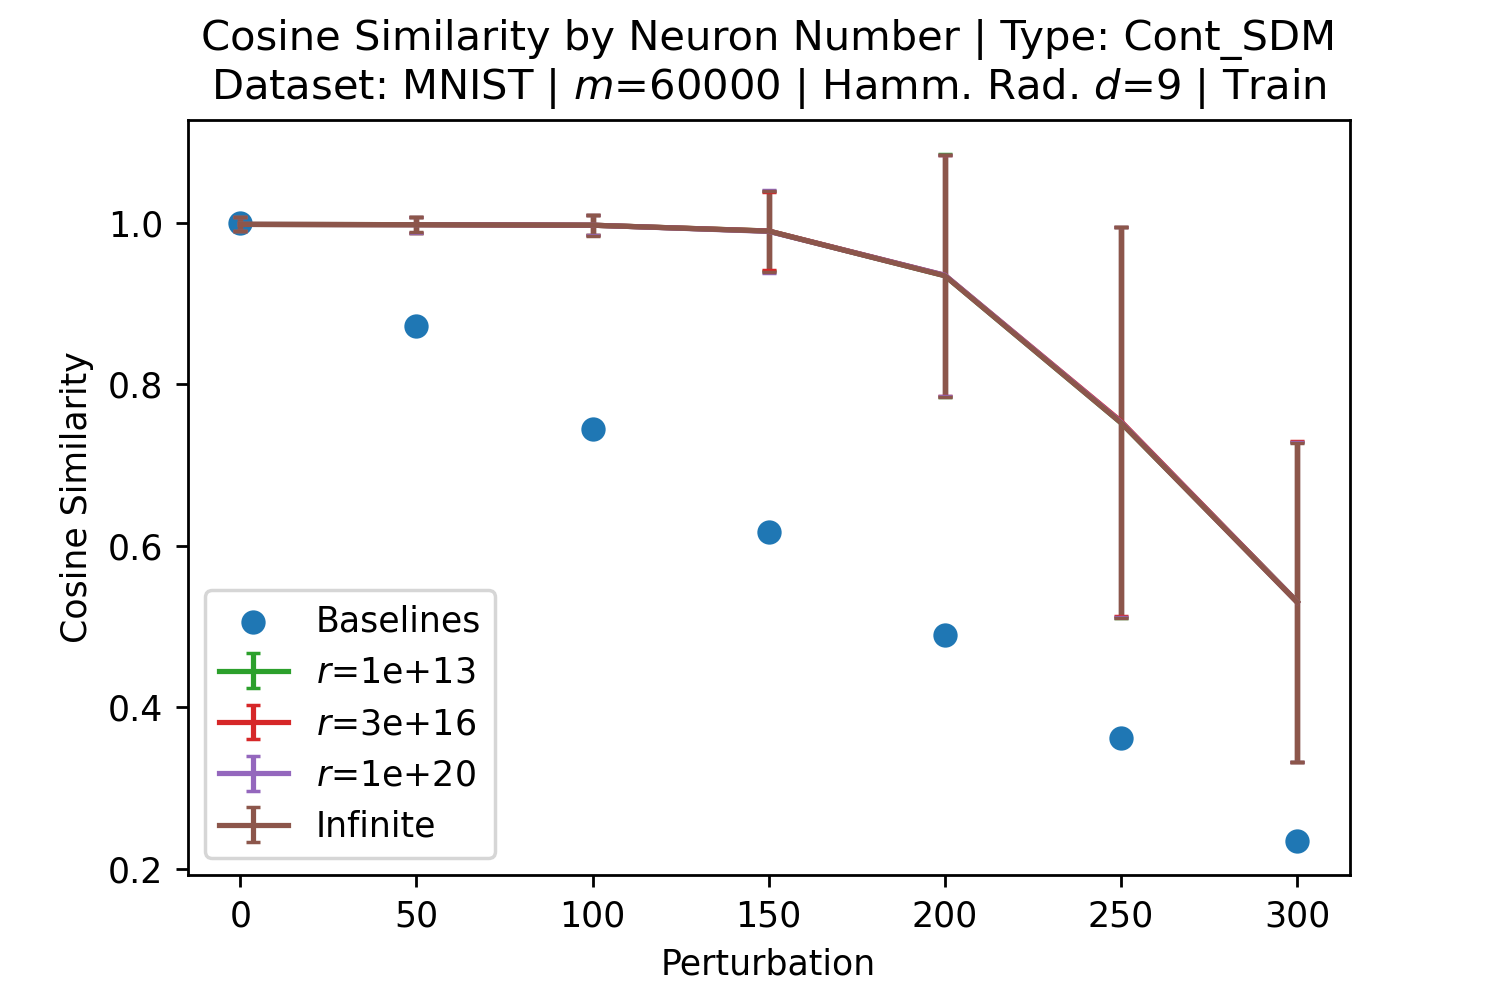 Cosine Similarity by Neuron Number | Type: Cont_SDM
Dataset: MNIST | m=60000 | Hamm. Rad. d=9 | Train
Cosine Similarity
1.0
0.8
0.6
0.4
0.2
Baselines
r=1e+13
r=3e+16
r=1e+20
Infinite
0 50 100 150 200 250 300
Perturbation